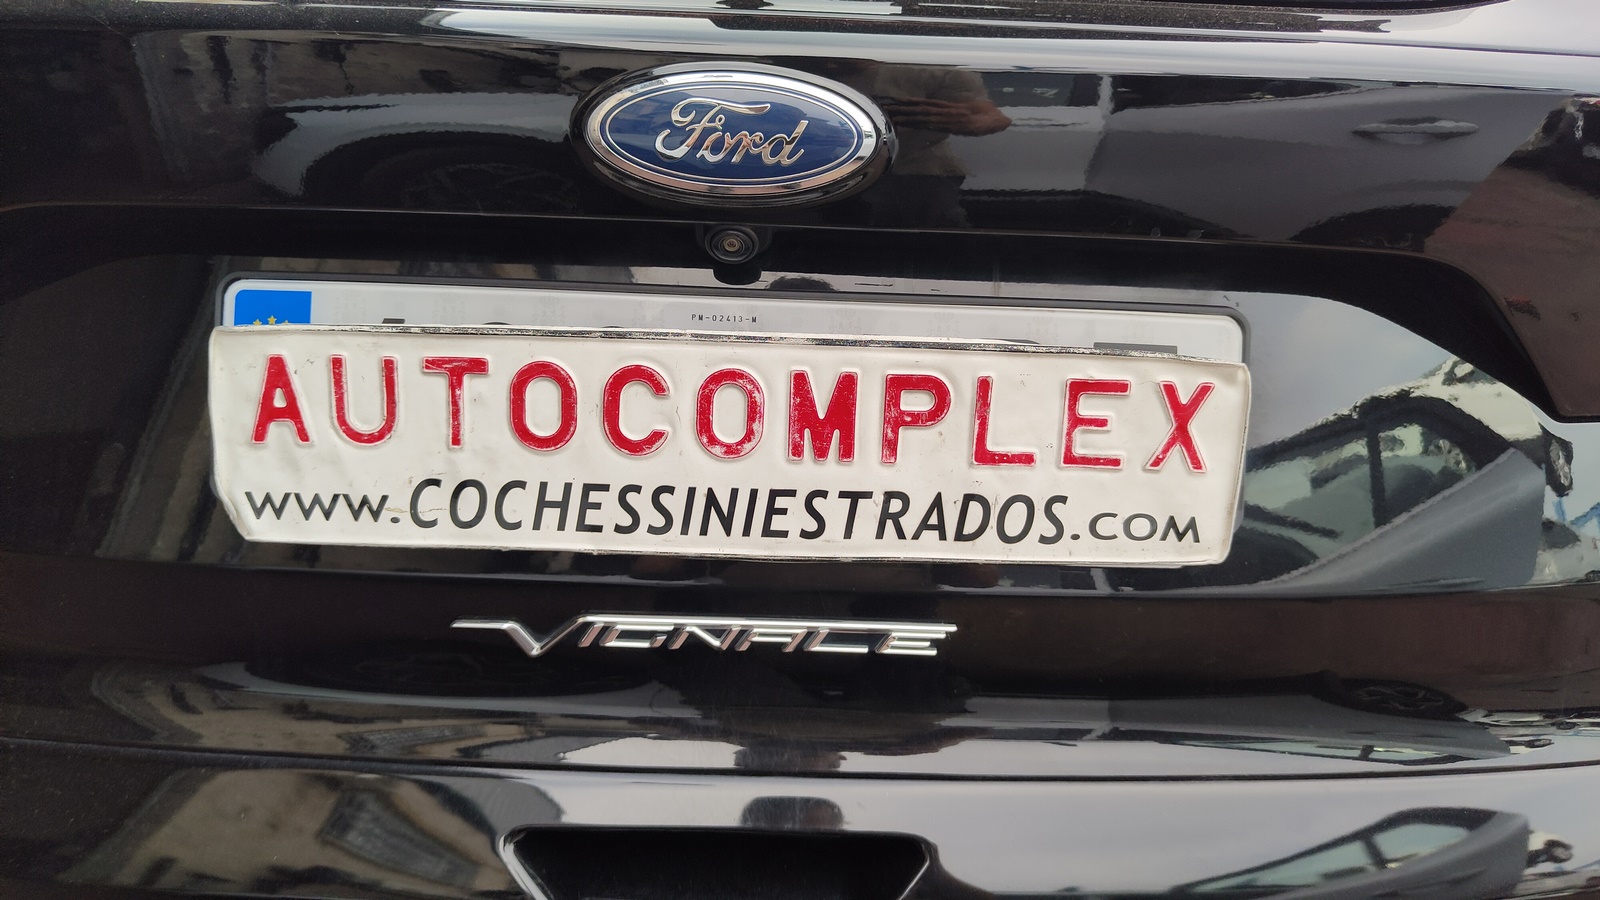 Ford
PM-02413-M
AUTOCOMPLEX
www.COCHESSINIESTRADOS.COM
VIGNALE